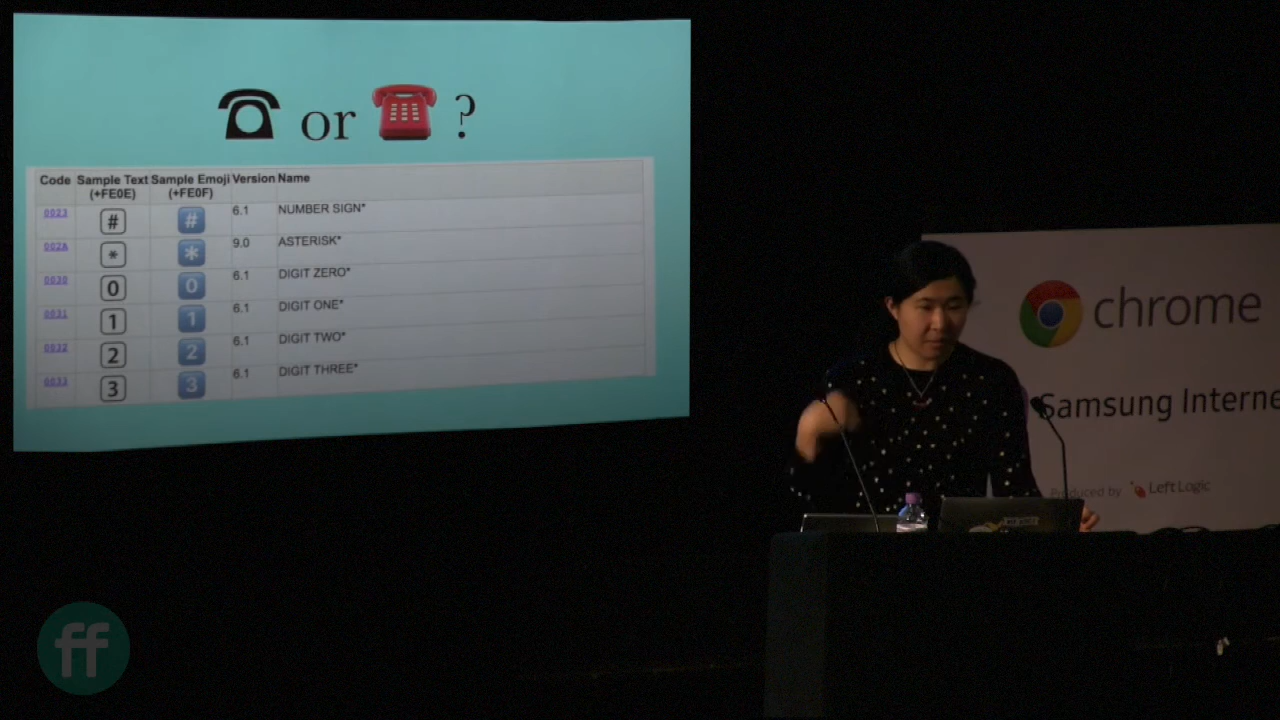 ☎︎ or ☎️ ?
Code Sample Text (+FE0E) Sample Emoji (+FE0F) Version Name
0023 # # 6.1 NUMBER SIGN*
002A * * 9.0 ASTERISK*
0030 0 0 6.1 DIGIT ZERO*
0031 1 1 6.1 DIGIT ONE*
0032 2 2 6.1 DIGIT TWO*
0033 3 3 6.1 DIGIT THREE*
chrome
Samsung Interne
Produced by Left Logic
ff